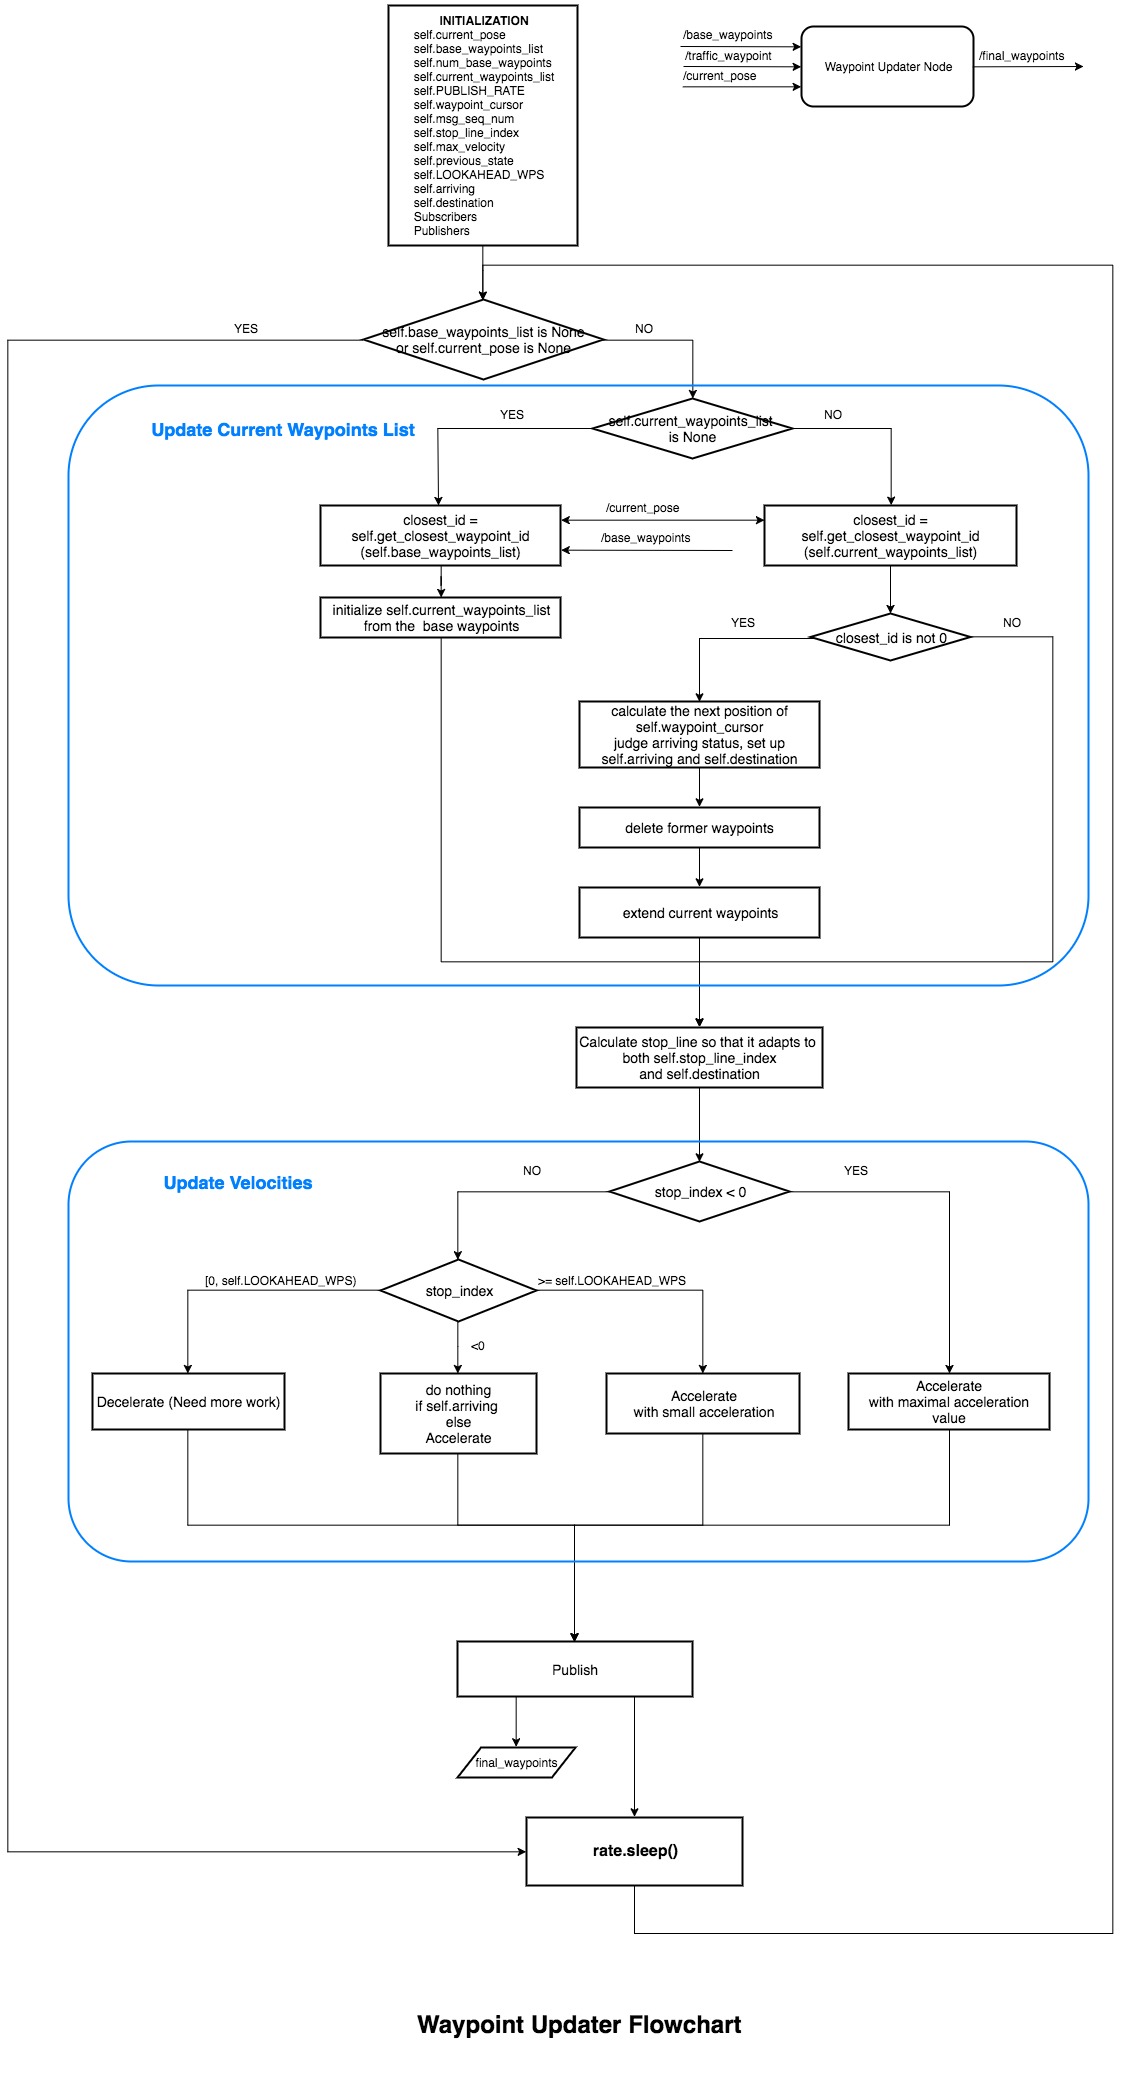 INITIALIZATION
self.current_pose
self.base_waypoints_list
self.num_base_waypoints
self.current_waypoints_list
self.PUBLISH_RATE
self.waypoint_cursor
self.msg_seq_num
self.stop_line_index
self.max_velocity
self.previous_state
self.LOOKAHEAD_WPS
self.arriving
self.destination
Subscribers
Publishers
/base_waypoints
/traffic_waypoint
/current_pose
Waypoint Updater Node
/final_waypoints
YES
self.base_waypoints_list is None
or self.current_pose is None
NO
Update Current Waypoints List
YES
self.current_waypoints_list
is None
NO
closest_id =
self.get_closest_waypoint_id
(self.base_waypoints_list)
/current_pose
/base_waypoints
closest_id =
self.get_closest_waypoint_id
(self.current_waypoints_list)
initialize self.current_waypoints_list
from the base waypoints
YES
closest_id is not 0
NO
calculate the next position of
self.waypoint_cursor
judge arriving status, set up
self.arriving and self.destination
delete former waypoints
extend current waypoints
Calculate stop_line so that it adapts to
both self.stop_line_index
and self.destination
Update Velocities
NO
stop_index < 0
YES
[0, self.LOOKAHEAD_WPS)
stop_index
>= self.LOOKAHEAD_WPS
<0
Decelerate (Need more work)
do nothing
if self.arriving
else
Accelerate
Accelerate
with small acceleration
Accelerate
with maximal acceleration
value
Publish
final_waypoints
rate.sleep()
Waypoint Updater Flowchart